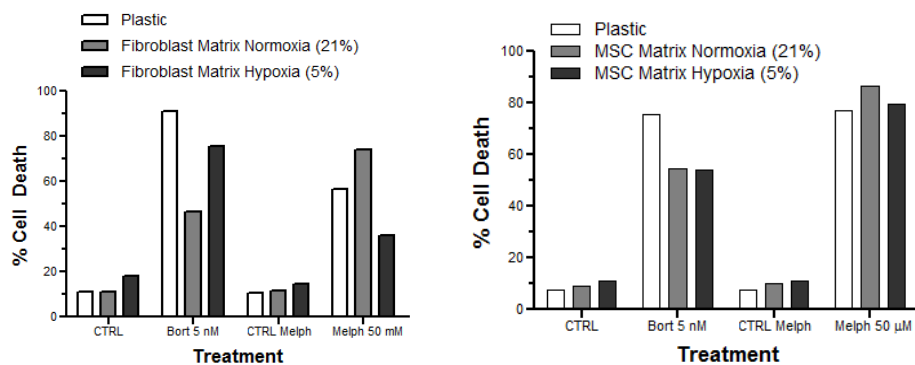 Plastic
Fibroblast Matrix Normoxia (21%)
Fibroblast Matrix Hypoxia (5%)
100
80
60
40
20
0
% Cell Death
CTRL
Bort 5 nM
CTRL Melph
Melph 50 mM
Treatment
Plastic
MSC Matrix Normoxia (21%)
MSC Matrix Hypoxia (5%)
100
80
60
40
20
0
% Cell Death
CTRL
Bort 5 nM
CTRL Melph
Melph 50 µM
Treatment